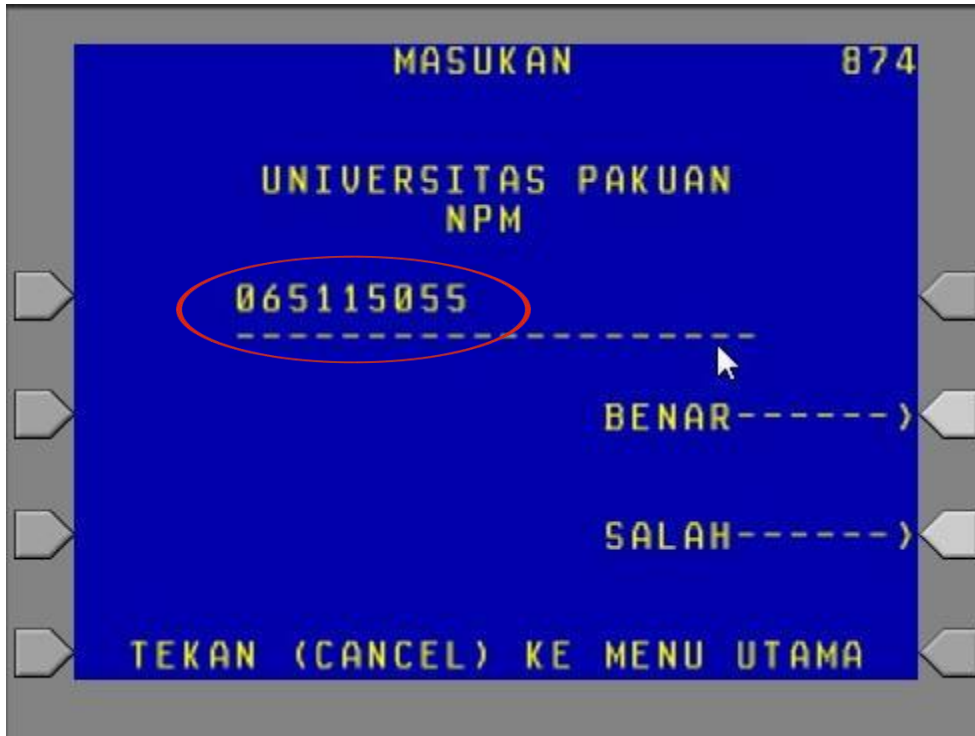 MASUKAN 874
UNIVERSITAS PAKUAN
NPM
065115055
--------------------
BENAR------>
SALAH------>
TEKAN (CANCEL) KE MENU UTAMA